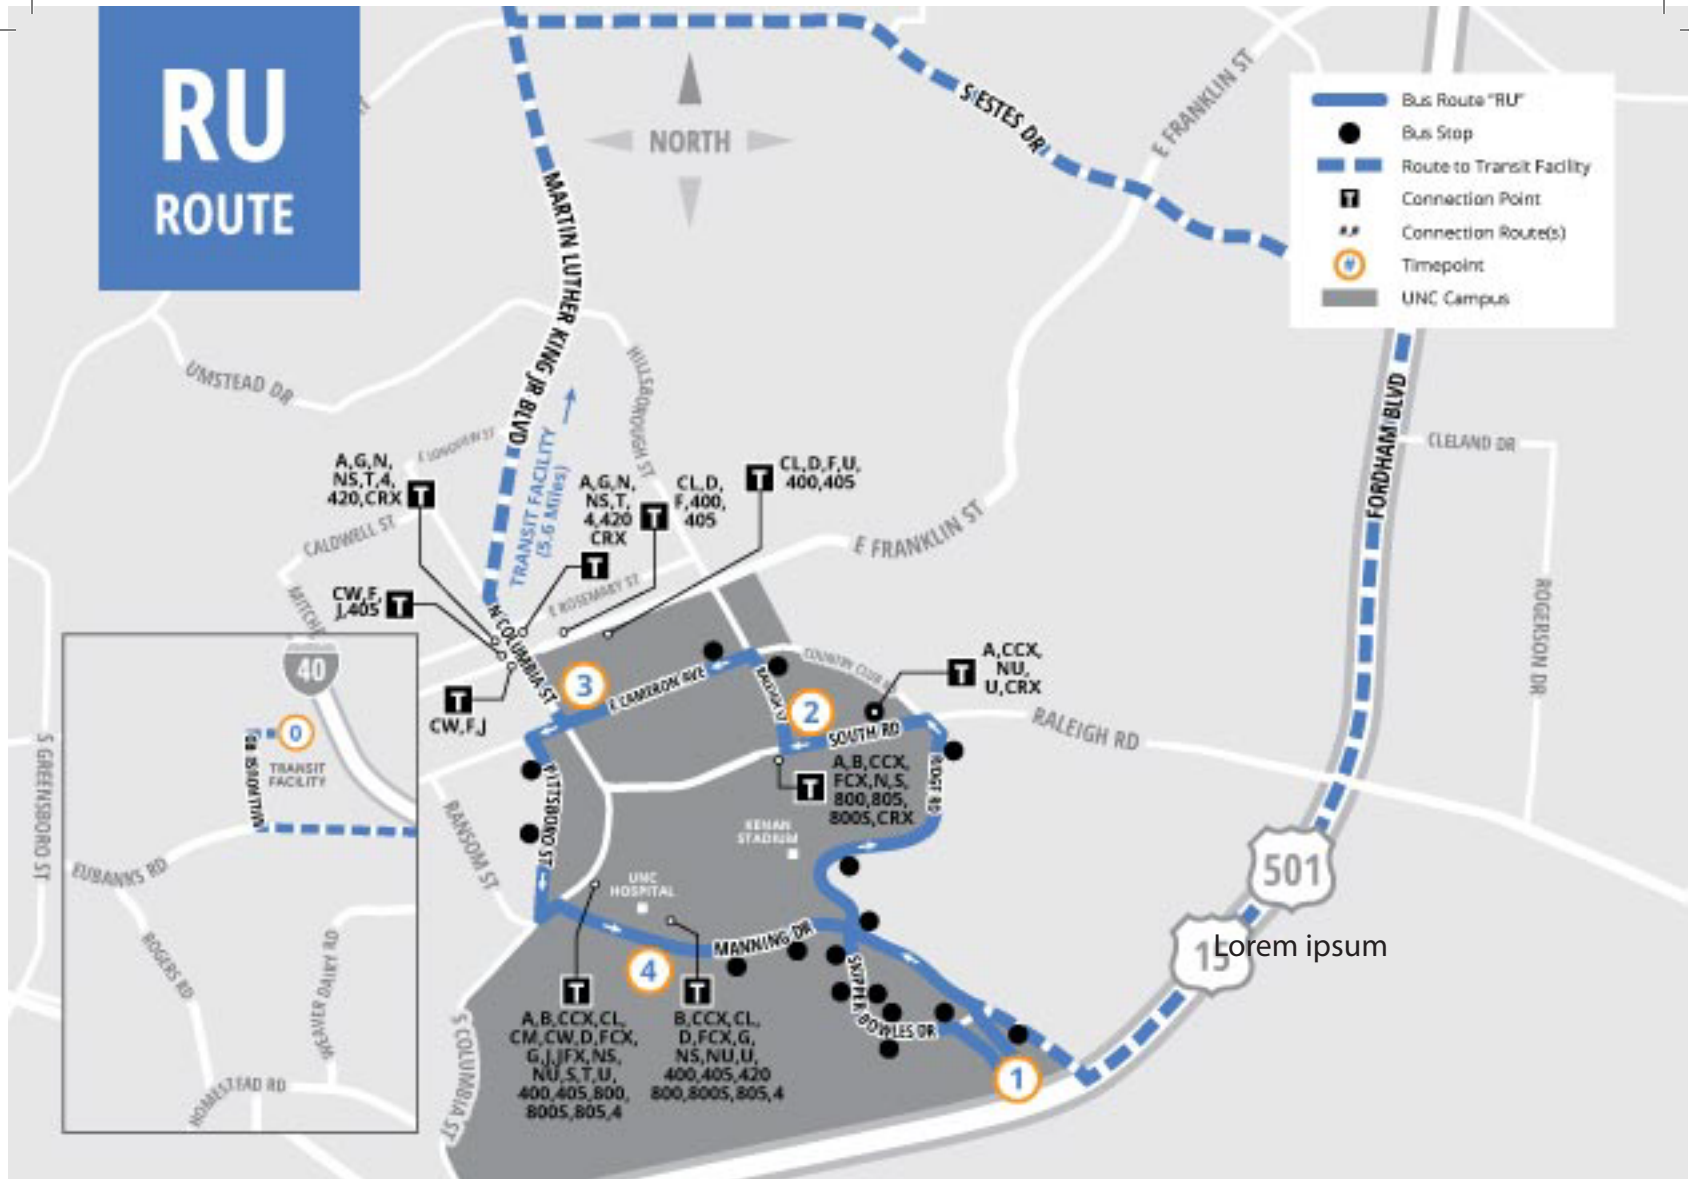 RU
ROUTE
NORTH
S ESTES DR
E FRANKLIN ST
Bus Route "RU"
Bus Stop
Route to Transit Facility
T
Connection Point
#,#
Connection Route(s)
#
Timepoint
UNC Campus
MARTIN LUTHER KING JR BLVD
UMSTEAD DR
HILLSBOROUGH ST
E LONGVIEW ST
TRANSIT FACILITY
(5.6 Miles)
A,G,N,
NS,T,4,
420,CRX
T
A,G,N,
NS,T,
4,420
CRX
T
CL,D,
F,400,
405
T
CL,D,F,U,
400,405
T
CALDWELL ST
E FRANKLIN ST
E ROSEMARY ST
CW,F,
J,405
T
N COLUMBIA ST
T
CW,F,J
3
E CAMERON AVE
RALEIGH ST
2
SOUTH RD
A,CCX,
NU,
U,CRX
T
RALEIGH RD
FORDHAM BLVD
CLELAND DR
ROGERSON DR
S GREENSBORO ST
40
0
TRANSIT
FACILITY
EUBANKS RD
ROGERS RD
WEAVER DAIRY RD
HOMESTEAD RD
RANSOM ST
PITTSBORO ST
T
A,B,CCX,
FCX,N,S,
800,805,
800S,CRX
RIDGE RD
KENAN
STADIUM
UNC
HOSPITAL
MANNING DR
4
SKIPPER BOWLES DR
501
15
Lorem ipsum
T
A,B,CCX,CL,
CM,CW,D,FCX,
G,J,JFX,NS,
NU,S,T,U,
400,405,800,
800S,805,4
T
B,CCX,CL,
D,FCX,G,
NS,NU,U,
400,405,420
800,800S,805,4
1
S COLUMBIA ST